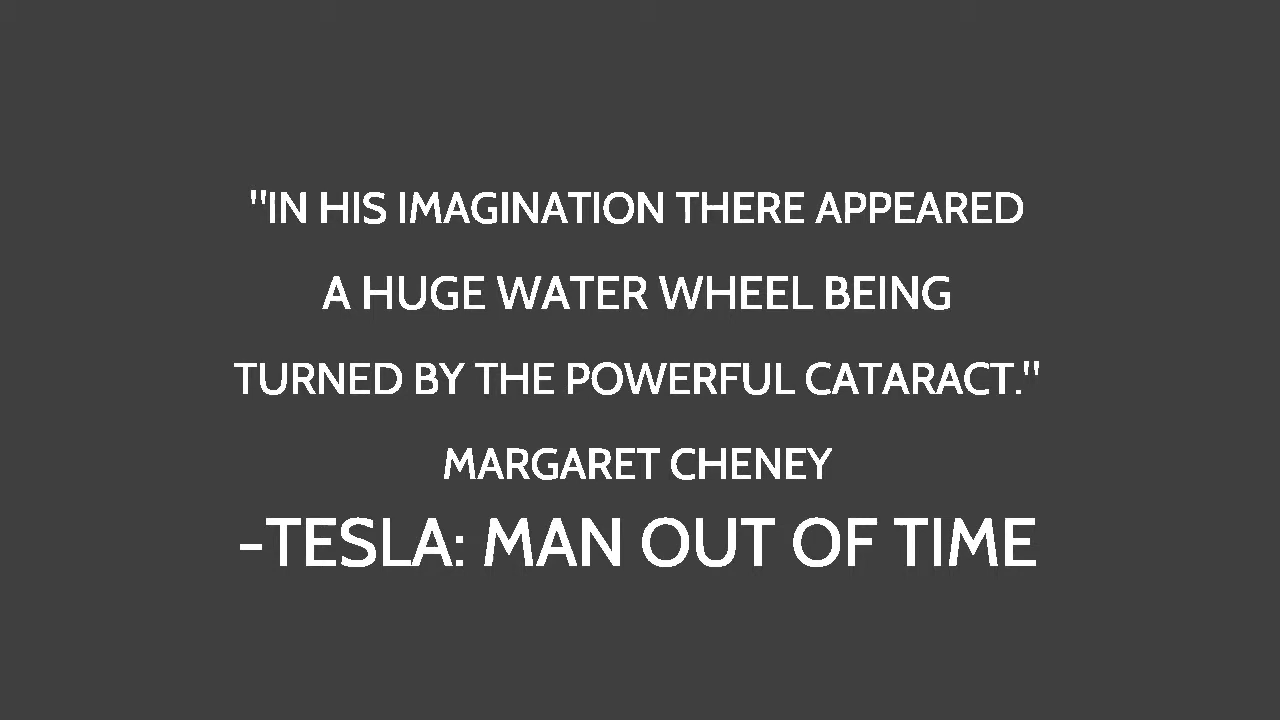 "IN HIS IMAGINATION THERE APPEARED
A HUGE WATER WHEEL BEING
TURNED BY THE POWERFUL CATARACT."
MARGARET CHENEY
-TESLA: MAN OUT OF TIME